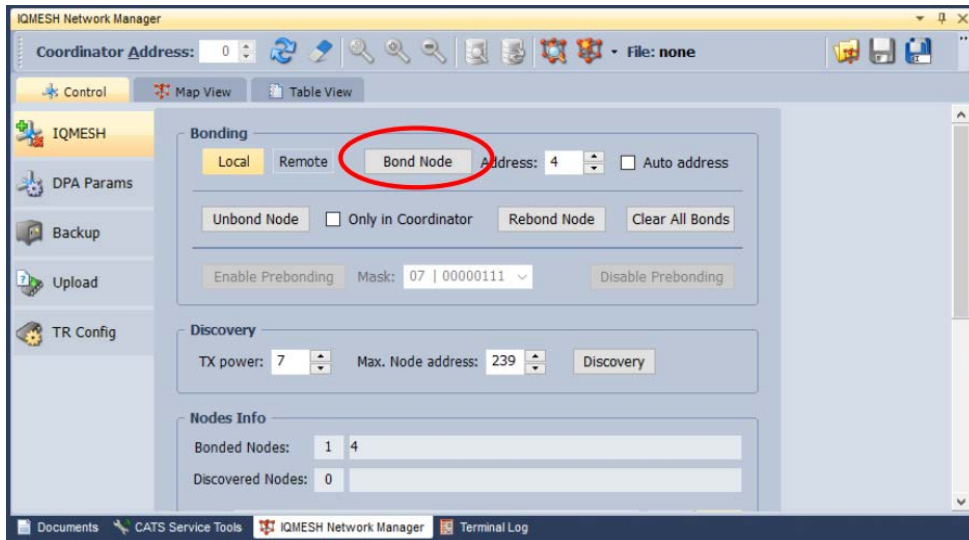 IQMESH Network Manager
Coordinator Address: 0 File: none
Control Map View Table View
IQMESH
DPA Params
Backup
Upload
TR Config
Bonding
Local Remote Bond Node Address: 4 Auto address
Unbond Node Only in Coordinator Rebond Node Clear All Bonds
Enable Prebonding Mask: 07 | 00000111 Disable Prebonding
Discovery
TX power: 7 Max. Node address: 239 Discovery
Nodes Info
Bonded Nodes: 1 4
Discovered Nodes: 0
Documents CATS Service Tools IQMESH Network Manager Terminal Log